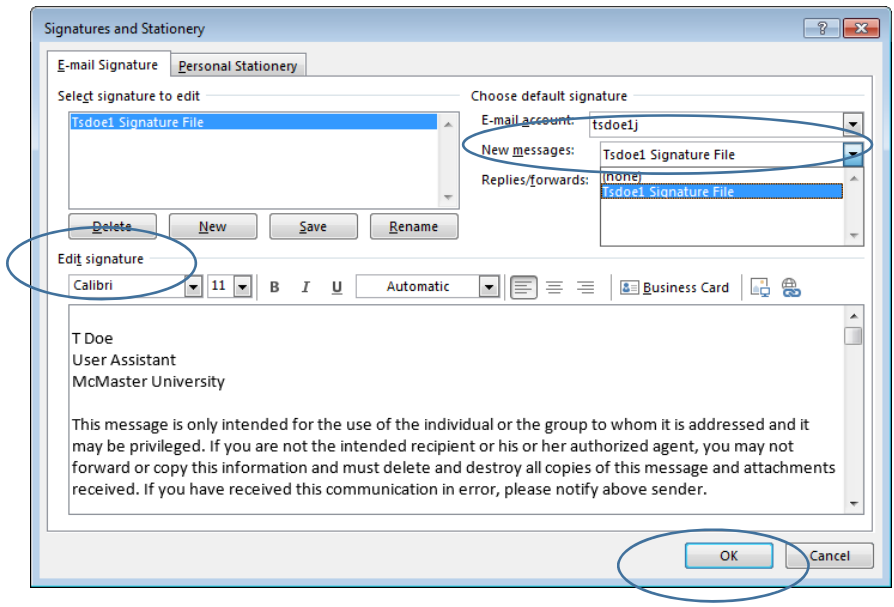 Signatures and Stationery
E-mail Signature Personal Stationery
Select signature to edit
Choose default signature
Tsdoe1 Signature File
E-mail account: tsdoe1j
New messages: Tsdoe1 Signature File
Replies/forwards: (none)
Tsdoe1 Signature File
Delete New Save Rename
Edit signature
Calibri 11 B I U Automatic Business Card
T Doe
User Assistant
McMaster University
This message is only intended for the use of the individual or the group to whom it is addressed and it
may be privileged. If you are not the intended recipient or his or her authorized agent, you may not
forward or copy this information and must delete and destroy all copies of this message and attachments
received. If you have received this communication in error, please notify above sender.
OK Cancel